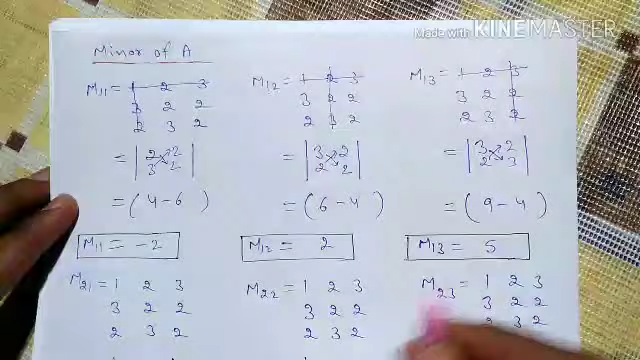 Made with KINEMASTER
Minor of A
M11 = 1 2 3 M12 = 1 2 3 M13 = 1 2 3
3 2 2 3 2 2 3 2 2
2 3 2 2 3 2 2 3 2
= | 2 2 | = | 3 2 | = | 3 2 |
3 2 2 2 2 3
= ( 4 - 6 ) = ( 6 - 4 ) = ( 9 - 4 )
M11 = -2 M12 = 2 M13 = 5
M21 = 1 2 3 M22 = 1 2 3 M23 = 1 2 3
3 2 2 3 2 2 3 2 2
2 3 2 2 3 2 2 3 2